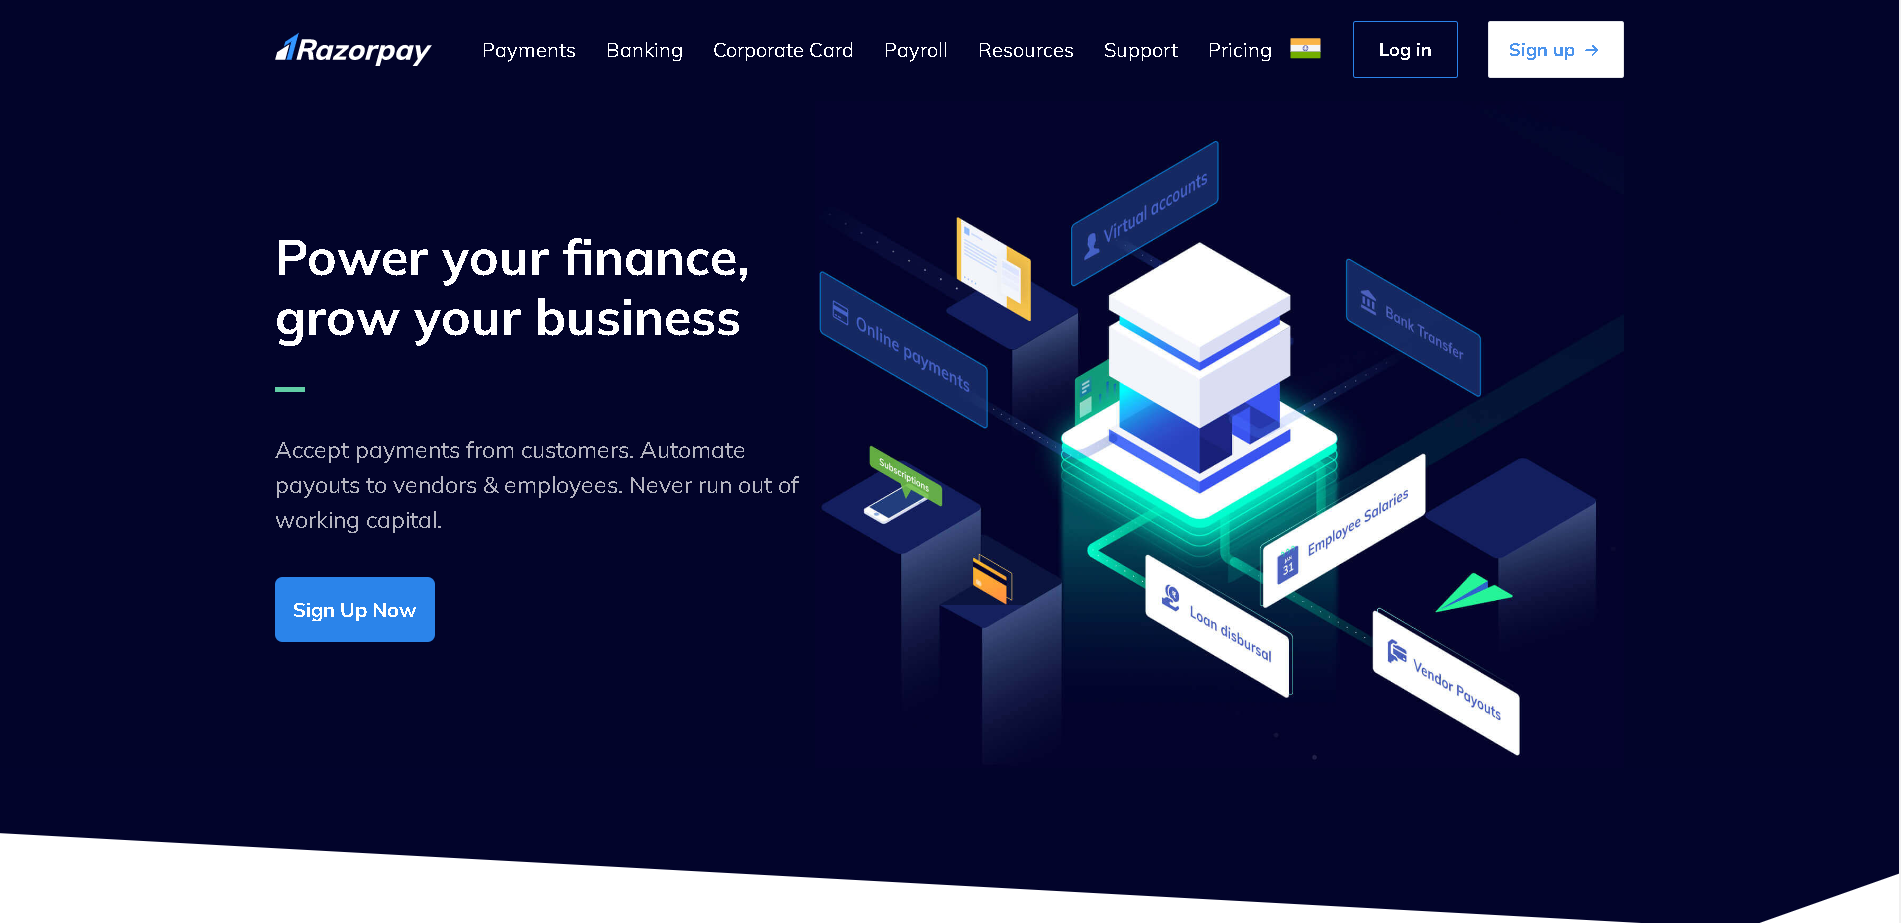 Razorpay
Payments
Banking
Corporate Card
Payroll
Resources
Support
Pricing
Log in
Sign up →
Power your finance,
grow your business
Accept payments from customers. Automate
payouts to vendors & employees. Never run out of
working capital.
Sign Up Now
Virtual accounts
Online payments
Bank Transfer
Subscriptions
Employee Salaries
JAN
31
Loan disbursal
Vendor Payouts